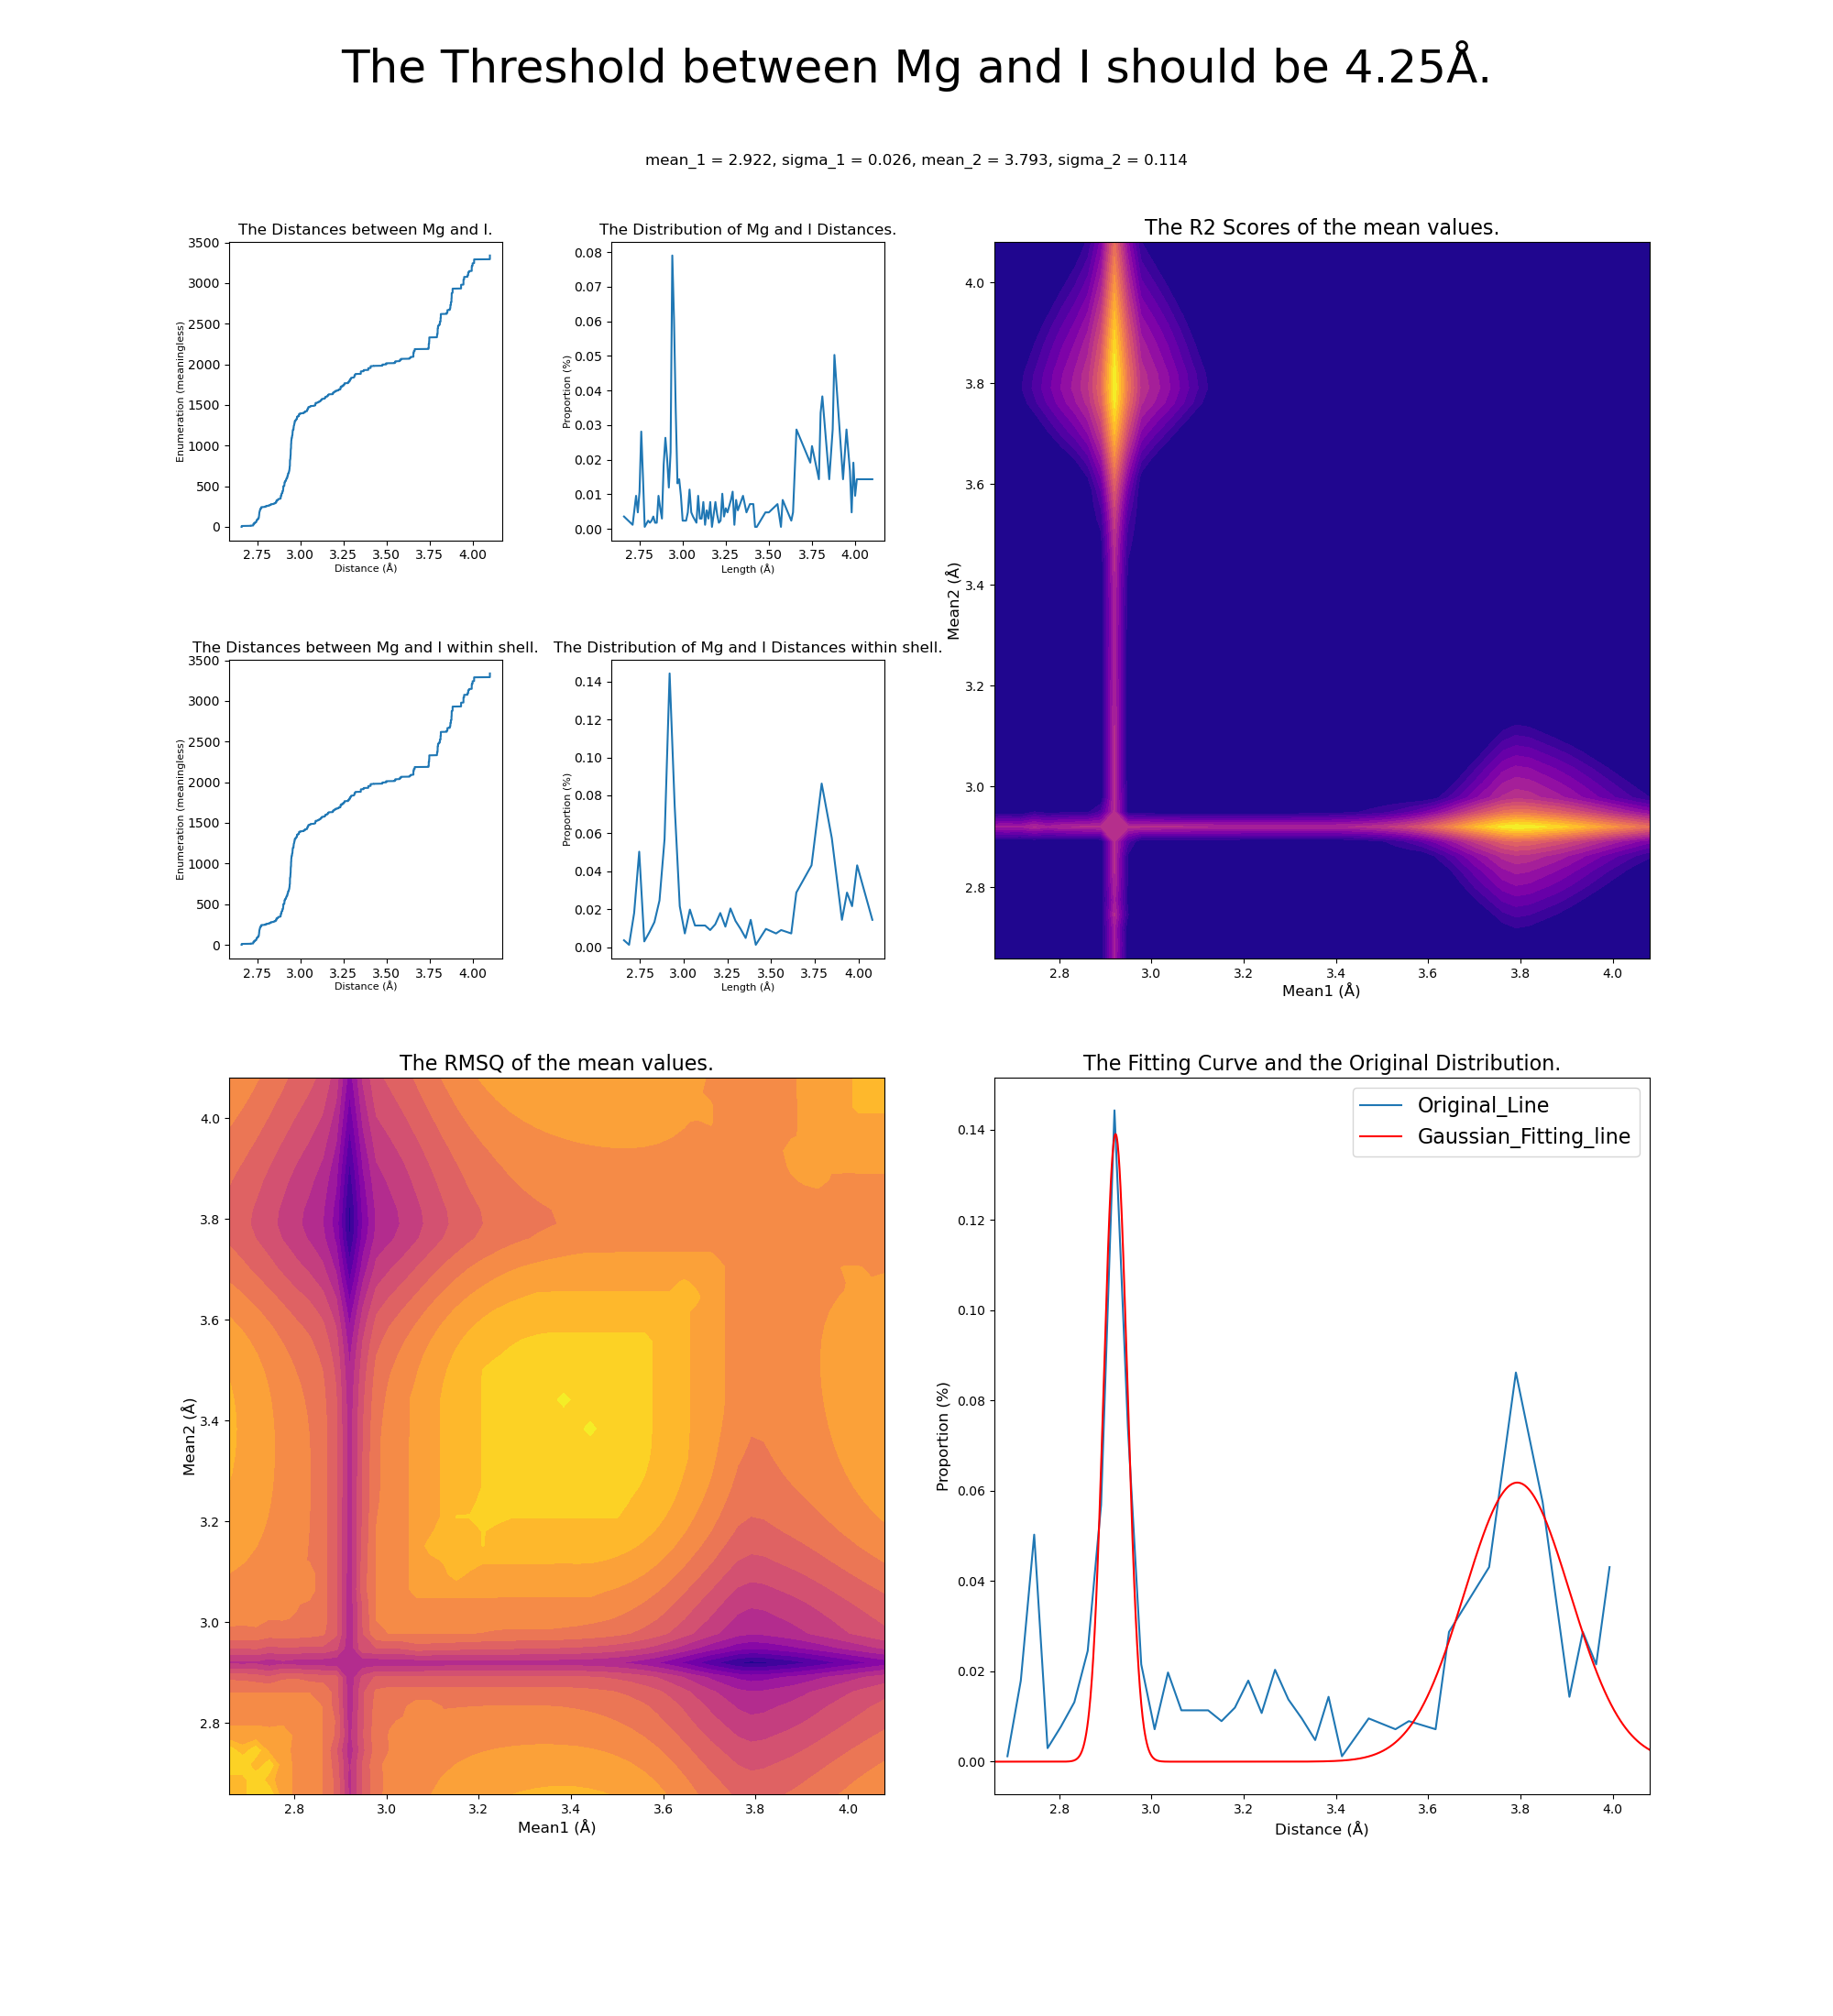 The Threshold between Mg and I should be 4.25Å.
mean_1 = 2.922, sigma_1 = 0.026, mean_2 = 3.793, sigma_2 = 0.114
The Distances between Mg and I.
3500
3000
2500
2000
1500
1000
500
0
Enumeration (meaningless)
2.75 3.00 3.25 3.50 3.75 4.00
Distance (Å)
The Distribution of Mg and I Distances.
0.08
0.07
0.06
0.05
0.04
0.03
0.02
0.01
0.00
Proportion (%)
2.75 3.00 3.25 3.50 3.75 4.00
Length (Å)
The R2 Scores of the mean values.
4.0
3.8
3.6
3.4
3.2
3.0
2.8
Mean2 (Å)
2.8 3.0 3.2 3.4 3.6 3.8 4.0
Mean1 (Å)
The Distances between Mg and I within shell.
3500
3000
2500
2000
1500
1000
500
0
Enumeration (meaningless)
2.75 3.00 3.25 3.50 3.75 4.00
Distance (Å)
The Distribution of Mg and I Distances within shell.
0.14
0.12
0.10
0.08
0.06
0.04
0.02
0.00
Proportion (%)
2.75 3.00 3.25 3.50 3.75 4.00
Length (Å)
The RMSQ of the mean values.
4.0
3.8
3.6
3.4
3.2
3.0
2.8
Mean2 (Å)
2.8 3.0 3.2 3.4 3.6 3.8 4.0
Mean1 (Å)
The Fitting Curve and the Original Distribution.
Original_Line
Gaussian_Fitting_line
0.14
0.12
0.10
0.08
0.06
0.04
0.02
0.00
Proportion (%)
2.8 3.0 3.2 3.4 3.6 3.8 4.0
Distance (Å)